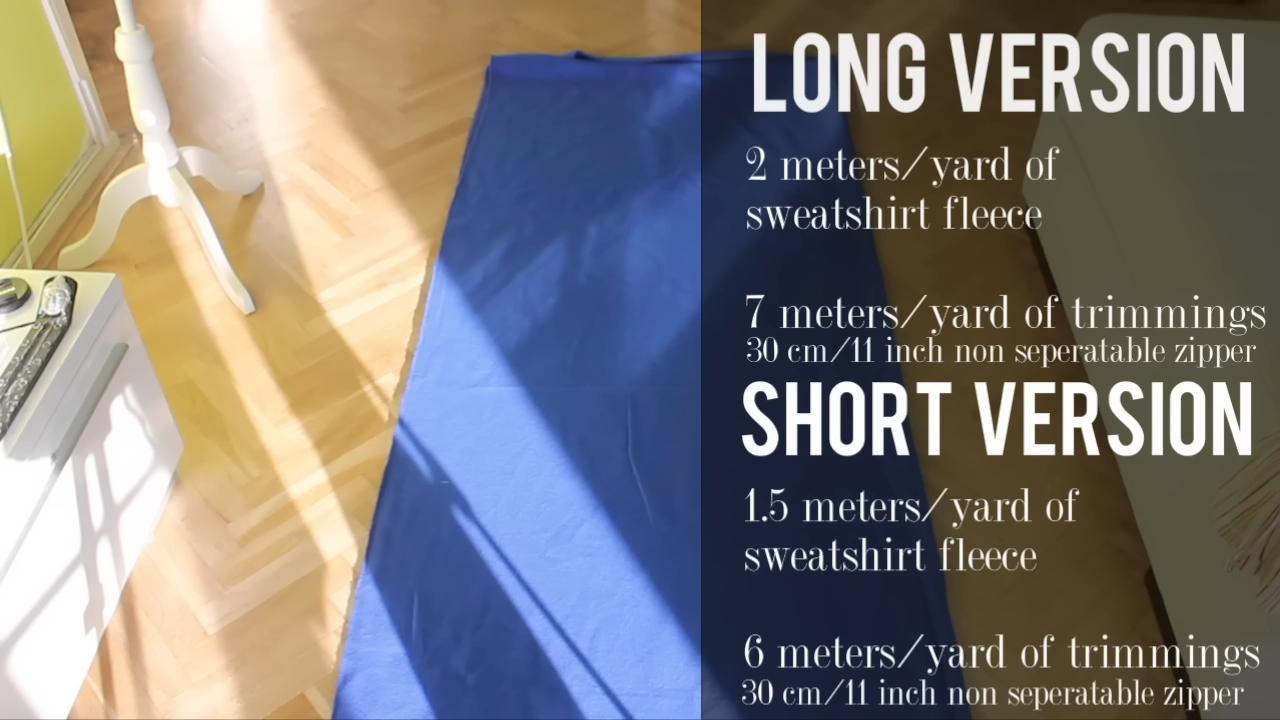 LONG VERSION
2 meters/yard of
sweatshirt fleece
7 meters/yard of trimmings
30 cm/11 inch non seperatable zipper
SHORT VERSION
1.5 meters/yard of
sweatshirt fleece
6 meters/yard of trimmings
30 cm/11 inch non seperatable zipper